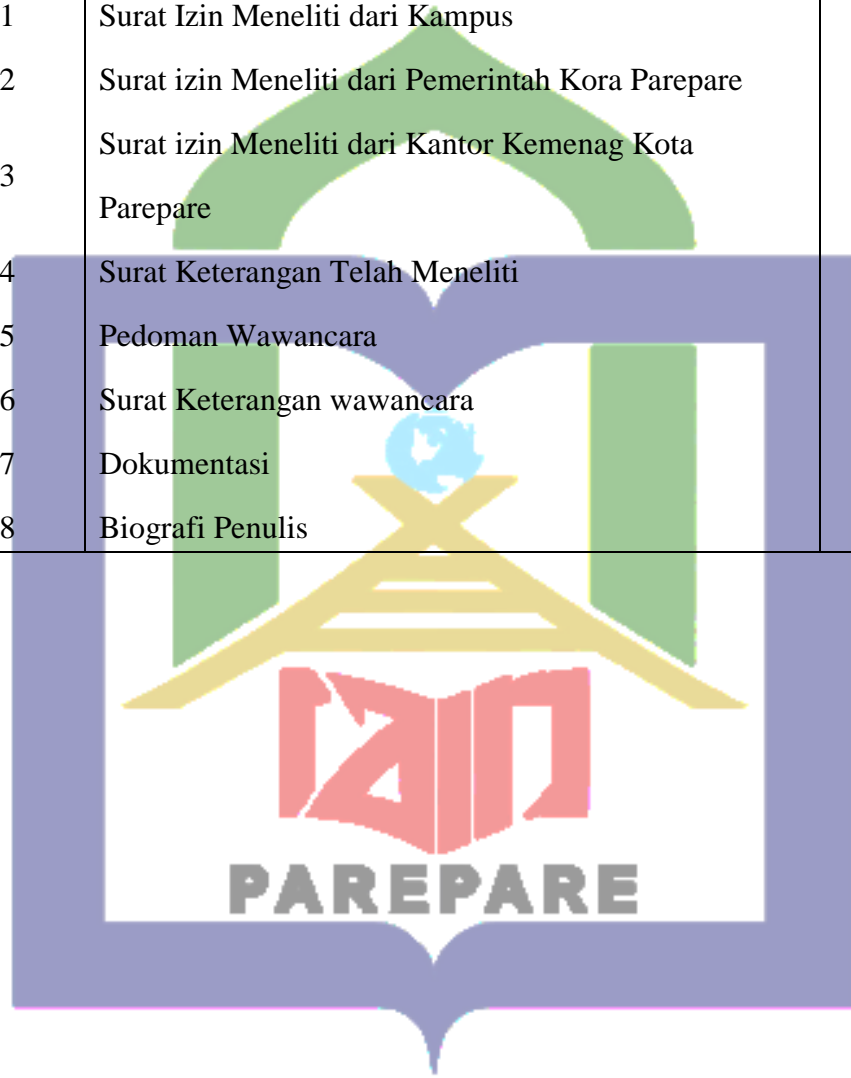 1 Surat Izin Meneliti dari Kampus
2 Surat izin Meneliti dari Pemerintah Kora Parepare
3 Surat izin Meneliti dari Kantor Kemenag Kota
Parepare
4 Surat Keterangan Telah Meneliti
5 Pedoman Wawancara
6 Surat Keterangan wawancara
7 Dokumentasi
8 Biografi Penulis
iain
PAREPARE